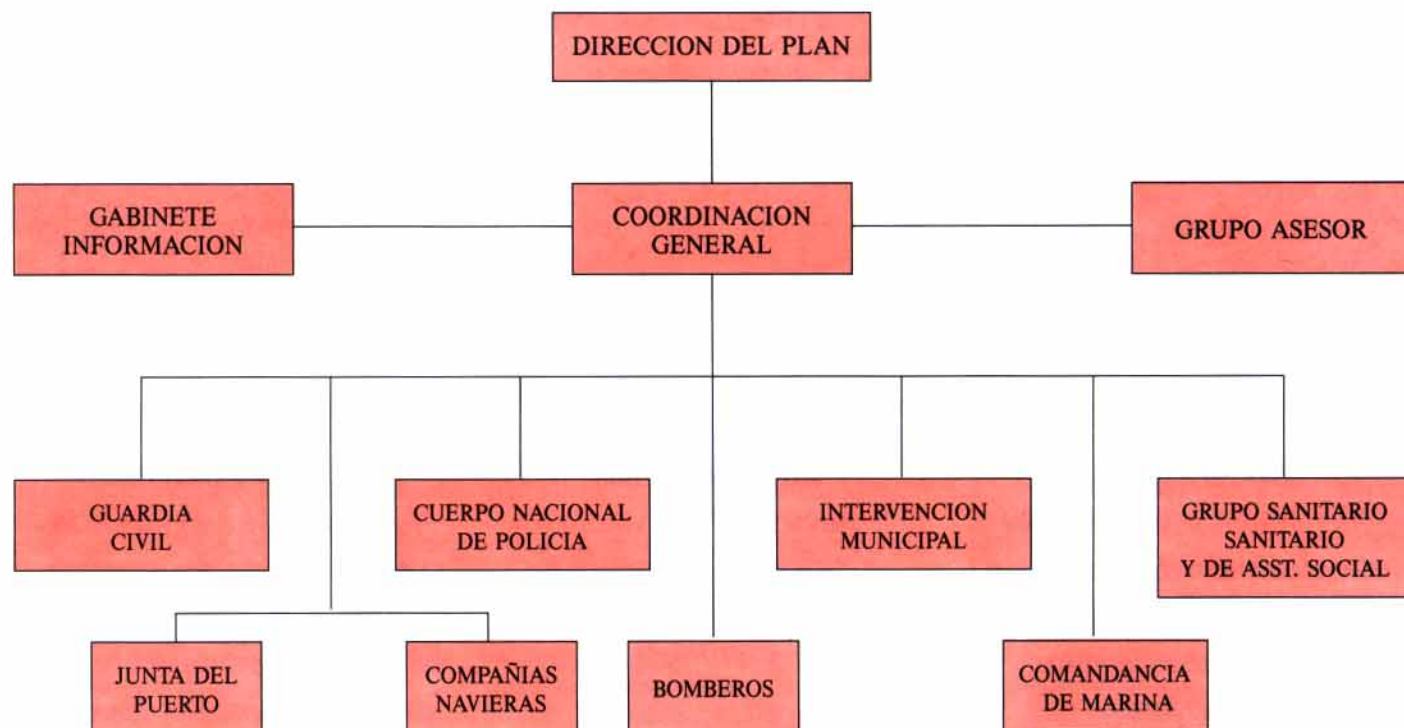 DIRECCION DEL PLAN
GABINETE
INFORMACION
COORDINACION
GENERAL
GRUPO ASESOR
GUARDIA
CIVIL
CUERPO NACIONAL
DE POLICIA
INTERVENCION
MUNICIPAL
GRUPO SANITARIO
SANITARIO
Y DE ASST. SOCIAL
JUNTA DEL
PUERTO
COMPAÑIAS
NAVIERAS
BOMBEROS
COMANDANCIA
DE MARINA